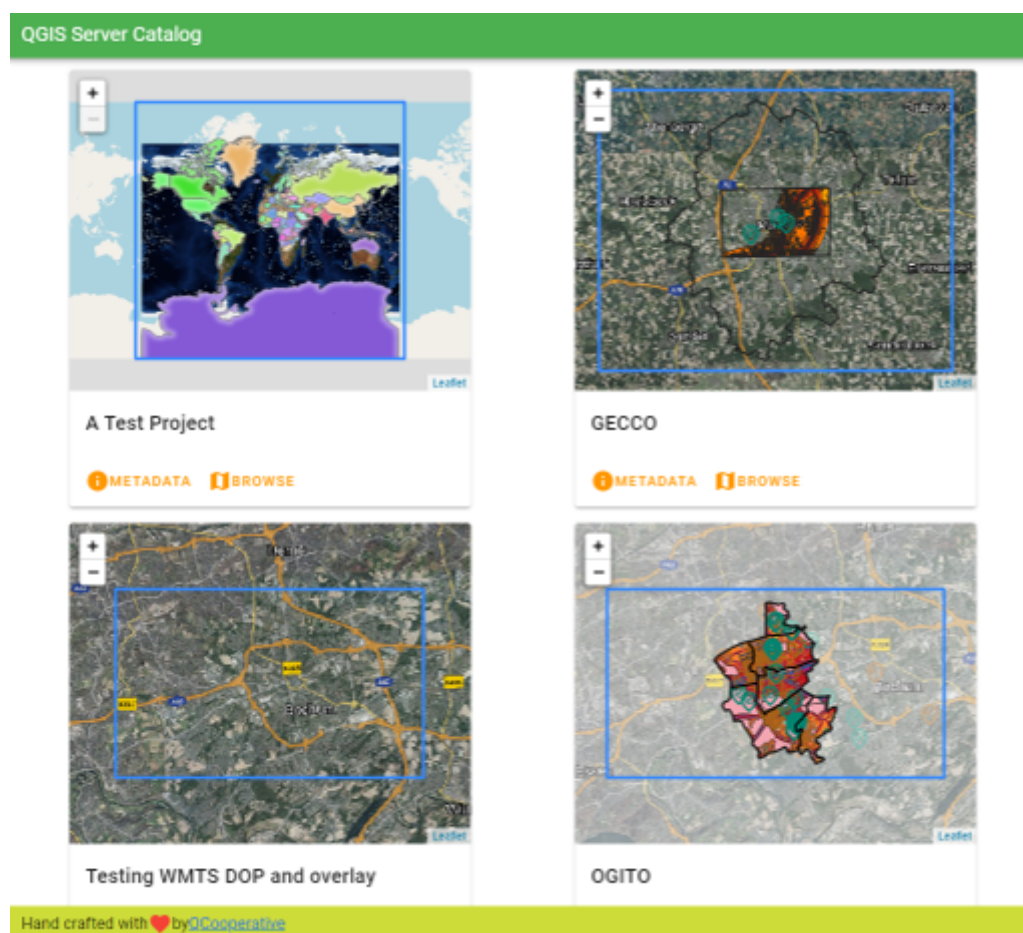 QGIS Server Catalog
+
−
Leaflet
A Test Project
METADATA BROWSE
+
−
Leaflet
GECCO
METADATA BROWSE
+
−
Leaflet
Testing WMTS DOP and overlay
+
−
Leaflet
OGITO
Hand crafted with ❤ by QCooperative